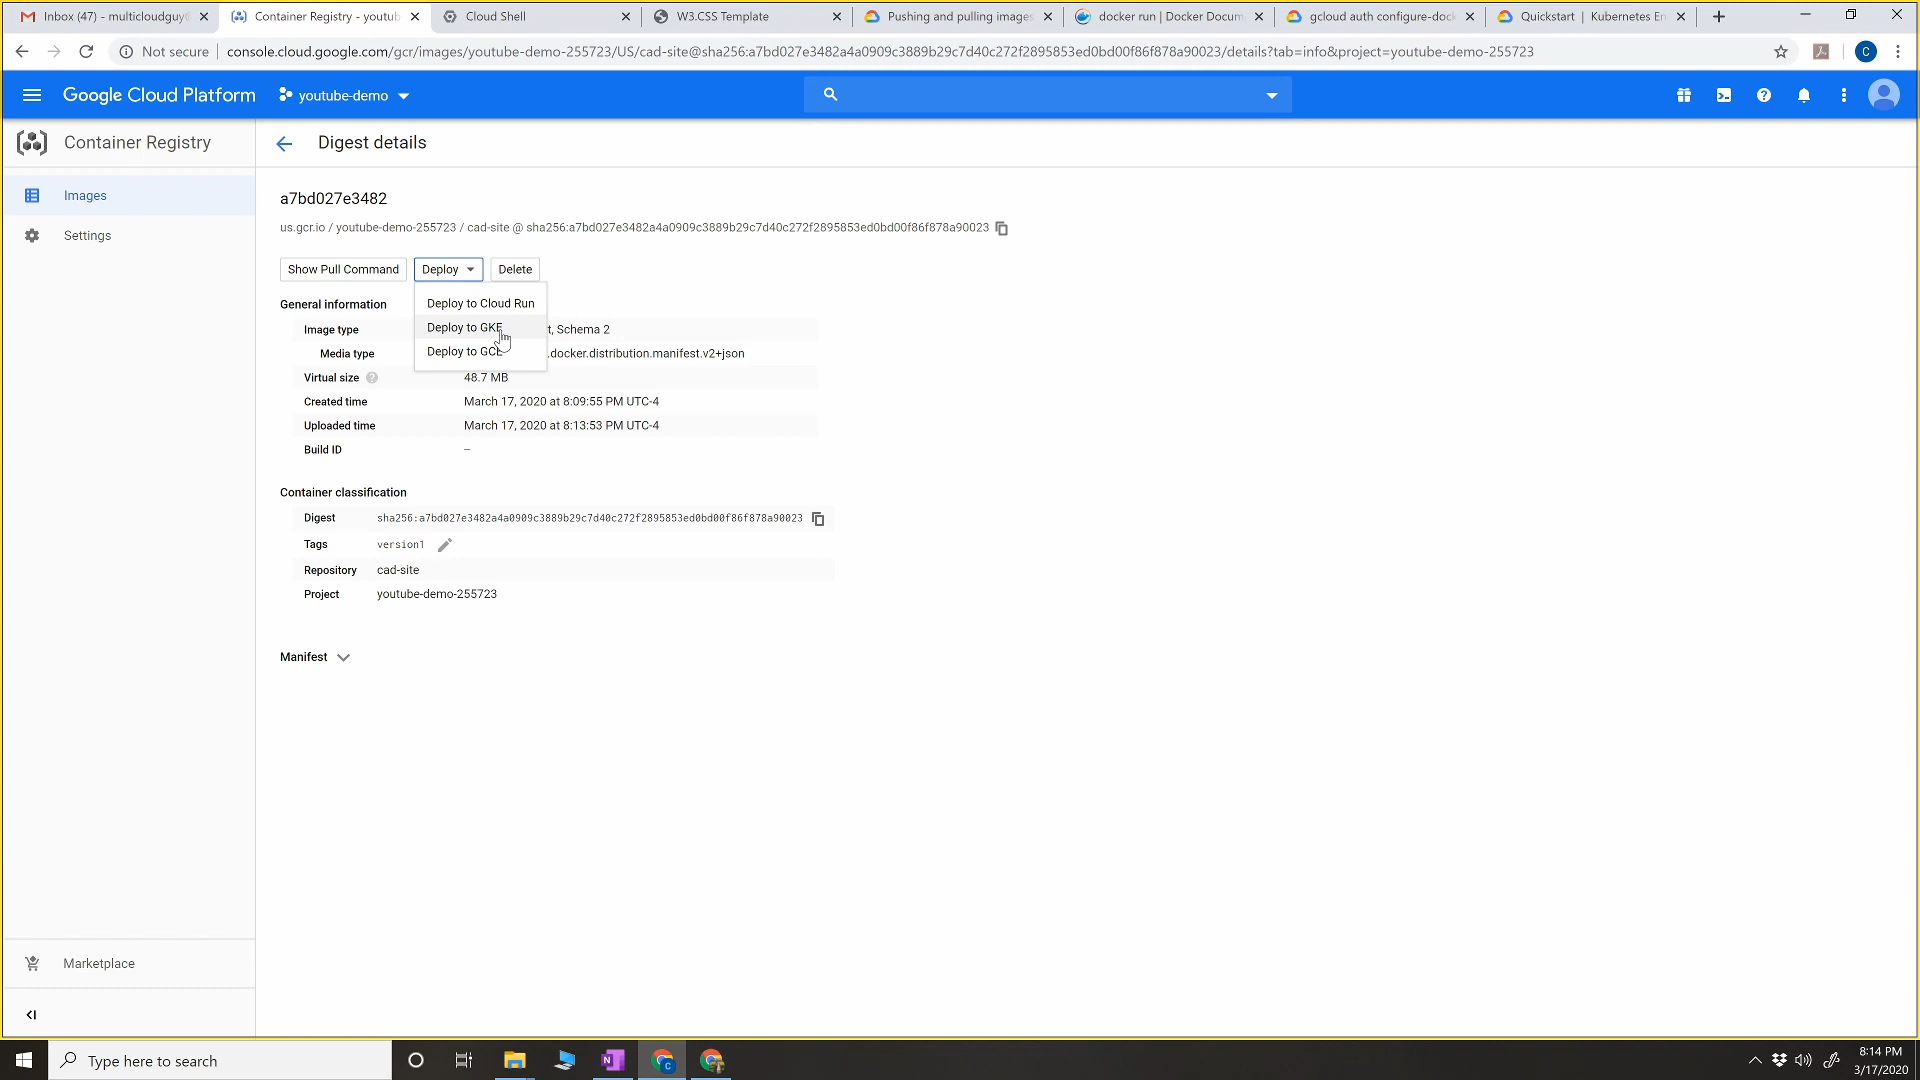 Inbox (47) - multicloudguy
Container Registry - youtub
Cloud Shell
W3.CSS Template
Pushing and pulling images
docker run | Docker Docum
gcloud auth configure-doc
Quickstart | Kubernetes En
Not secure
console.cloud.google.com/gcr/images/youtube-demo-255723/US/cad-site@sha256:a7bd027e3482a4a0909c3889b29c7d40c272f2895853ed0bd00f86f878a90023/details?tab=info&project=youtube-demo-255723
C
Google Cloud Platform
youtube-demo
Container Registry
Digest details
Images
Settings
a7bd027e3482
us.gcr.io / youtube-demo-255723 / cad-site @ sha256:a7bd027e3482a4a0909c3889b29c7d40c272f2895853ed0bd00f86f878a90023
Show Pull Command
Deploy
Delete
Deploy to Cloud Run
Deploy to GKE
Deploy to GCE
General information
Image type
t, Schema 2
Media type
.docker.distribution.manifest.v2+json
Virtual size
48.7 MB
Created time
March 17, 2020 at 8:09:55 PM UTC-4
Uploaded time
March 17, 2020 at 8:13:53 PM UTC-4
Build ID
–
Container classification
Digest
sha256:a7bd027e3482a4a0909c3889b29c7d40c272f2895853ed0bd00f86f878a90023
Tags
version1
Repository
cad-site
Project
youtube-demo-255723
Manifest
Marketplace
Type here to search
8:14 PM
3/17/2020